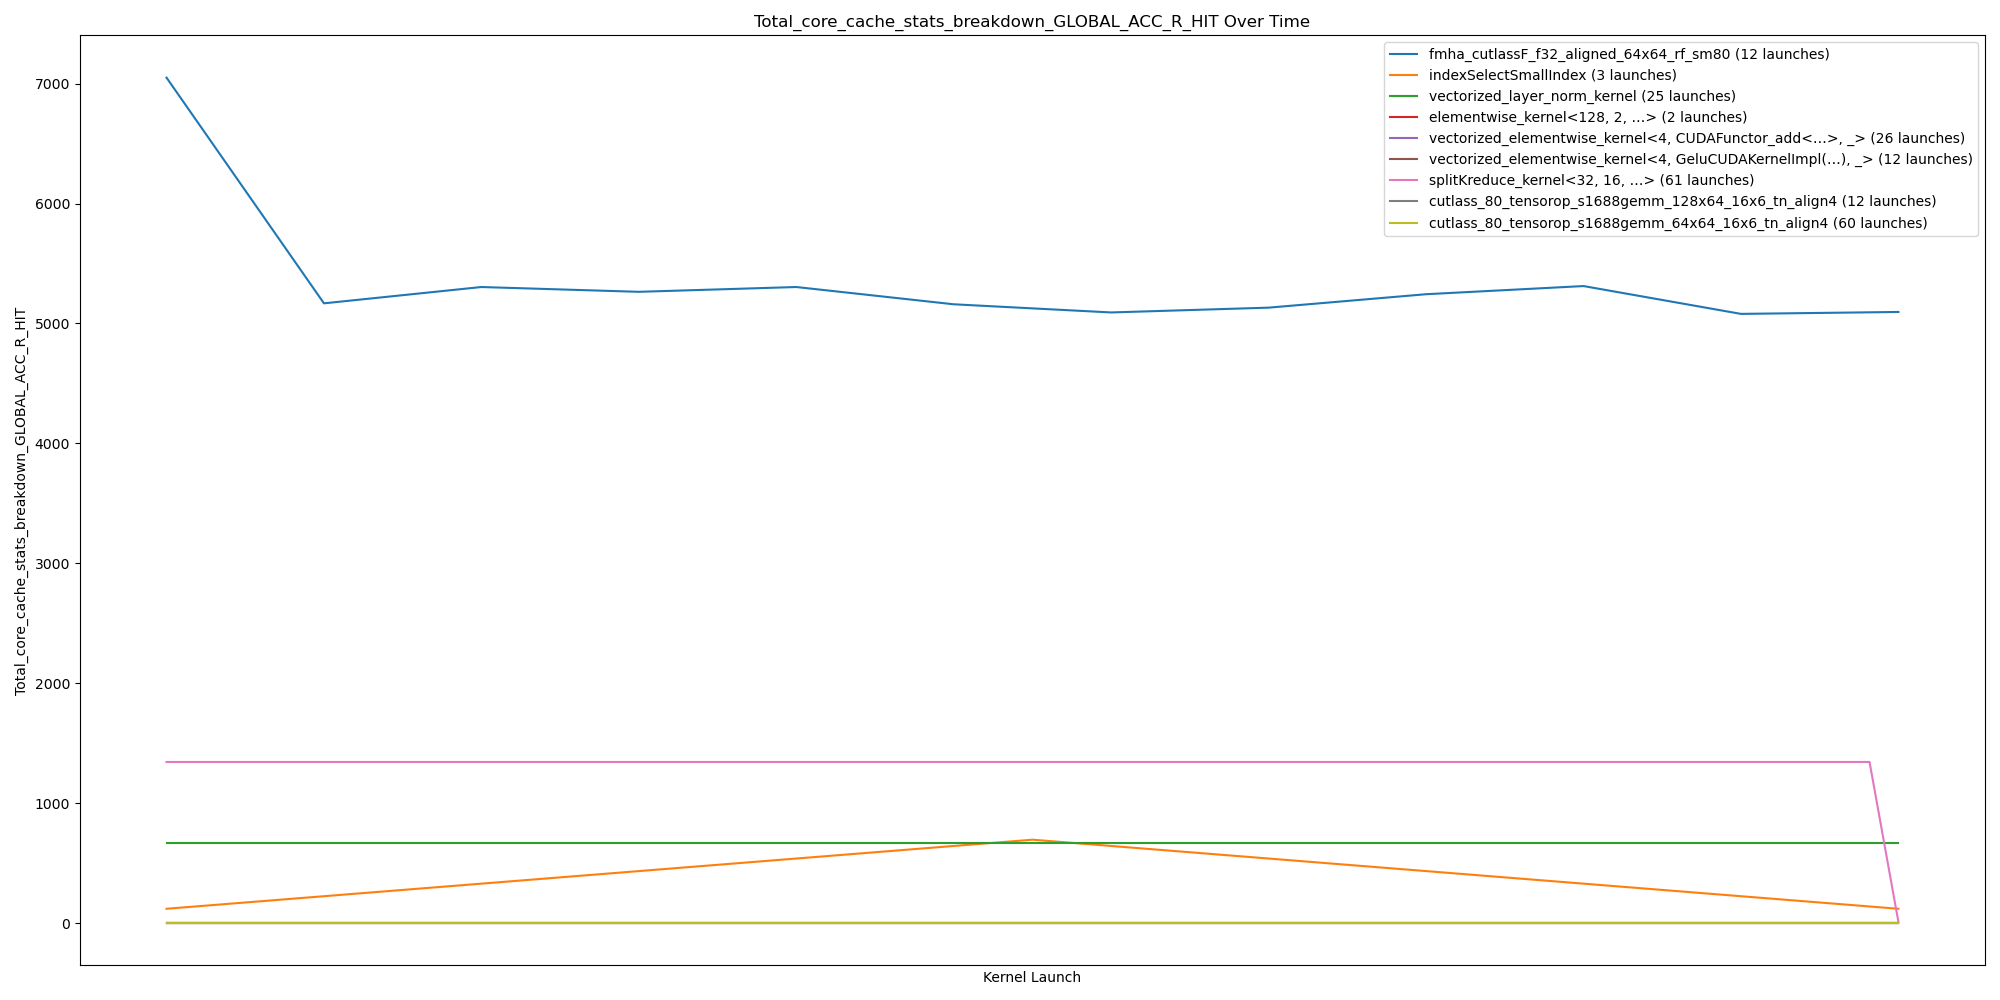 Total_core_cache_stats_breakdown_GLOBAL_ACC_R_HIT Over Time
fmha_cutlassF_f32_aligned_64x64_rf_sm80 (12 launches)
indexSelectSmallIndex (3 launches)
vectorized_layer_norm_kernel (25 launches)
elementwise_kernel<128, 2, ...> (2 launches)
vectorized_elementwise_kernel<4, CUDAFunctor_add<...>, _> (26 launches)
vectorized_elementwise_kernel<4, GeluCUDAKernelImpl(...), _> (12 launches)
splitKreduce_kernel<32, 16, ...> (61 launches)
cutlass_80_tensorop_s1688gemm_128x64_16x6_tn_align4 (12 launches)
cutlass_80_tensorop_s1688gemm_64x64_16x6_tn_align4 (60 launches)
Total_core_cache_stats_breakdown_GLOBAL_ACC_R_HIT
7000
6000
5000
4000
3000
2000
1000
0
Kernel Launch